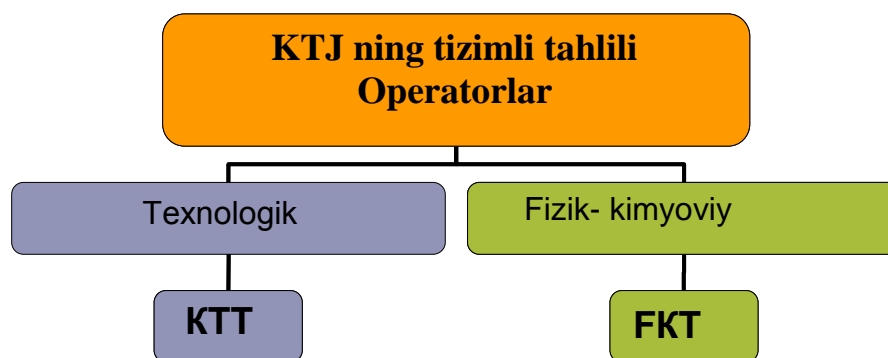 KTJ ning tizimli tahlili
Operatorlar
Texnologik
Fizik- kimyoviy
KTT
FKT